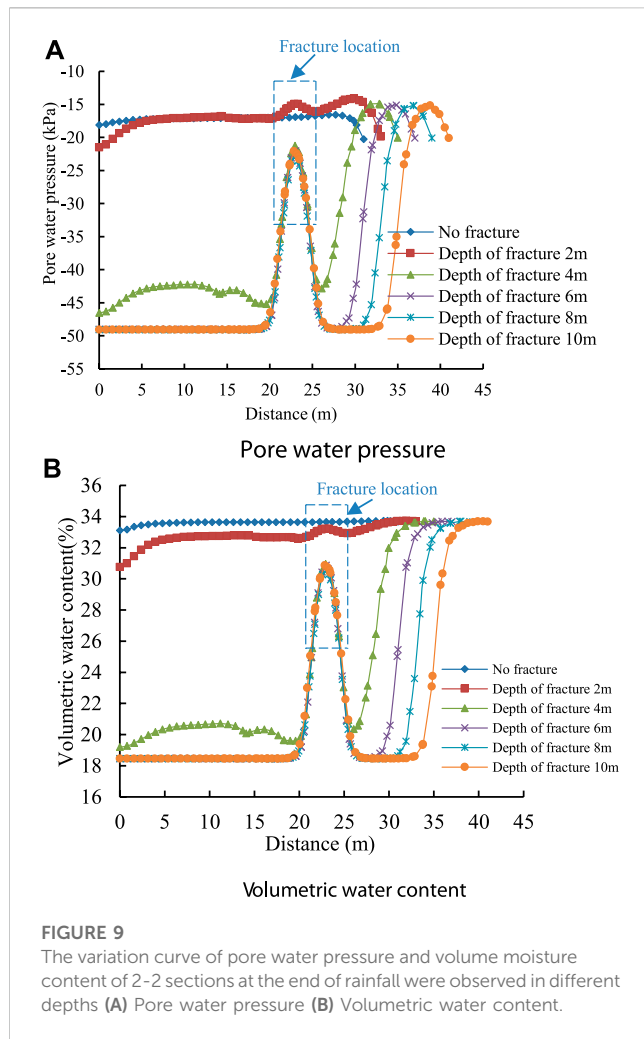 A
Fracture location
-10
-15
-20
-25
-30
-35
-40
-45
-50
-55
Pore water pressure (kPa)
No fracture
Depth of fracture 2m
Depth of fracture 4m
Depth of fracture 6m
Depth of fracture 8m
Depth of fracture 10m
0 5 10 15 20 25 30 35 40 45
Distance (m)
Pore water pressure
B
Fracture location
36
34
32
30
28
26
24
22
20
18
16
Volumetric water content(%)
No fracture
Depth of fracture 2m
Depth of fracture 4m
Depth of fracture 6m
Depth of fracture 8m
Depth of fracture 10m
0 5 10 15 20 25 30 35 40 45
Distance (m)
Volumetric water content
FIGURE 9
The variation curve of pore water pressure and volume moisture
content of 2-2 sections at the end of rainfall were observed in different
depths (A) Pore water pressure (B) Volumetric water content.